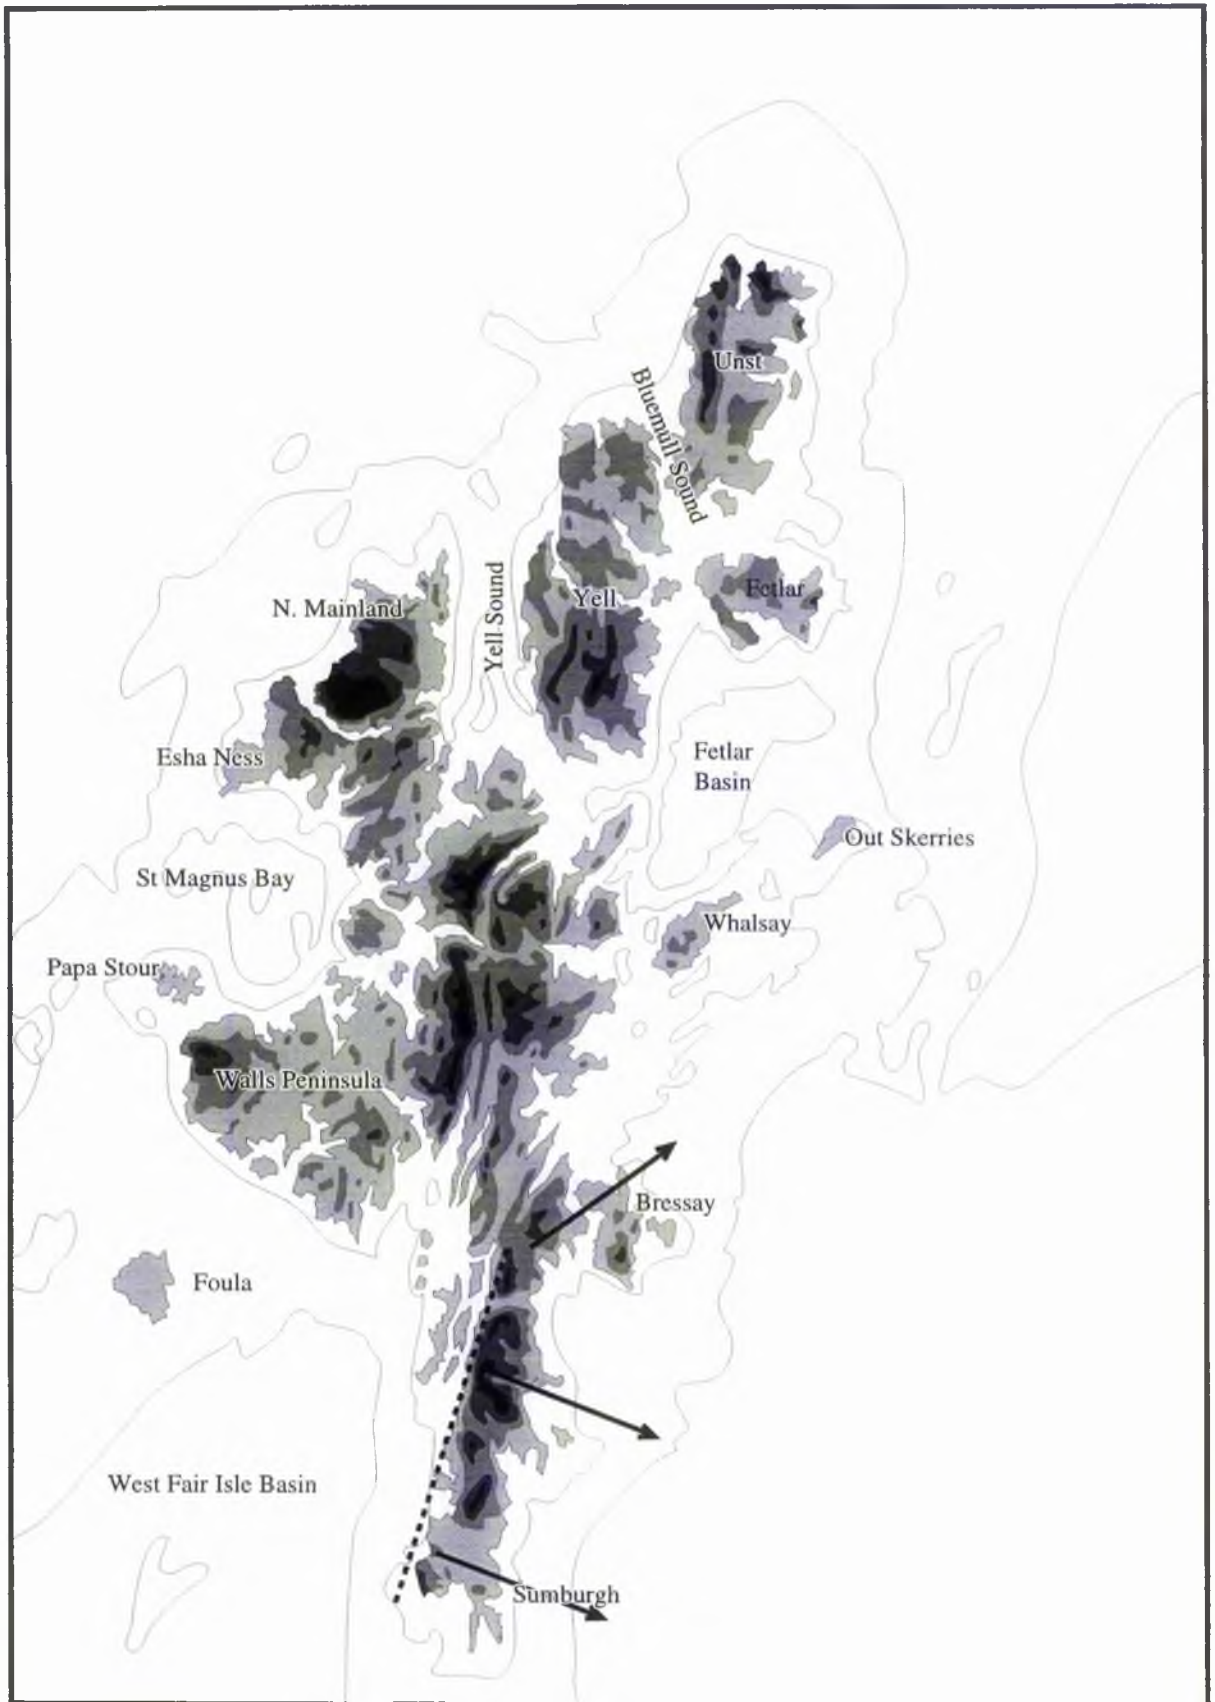 Unst
Bluemull Sound
Yell Sound
Fetlar
Yell
N. Mainland
Fetlar
Basin
Esha Ness
Out Skerries
St Magnus Bay
Whalsay
Papa Stour
Walls Peninsula
Bressay
Foula
West Fair Isle Basin
Sumburgh